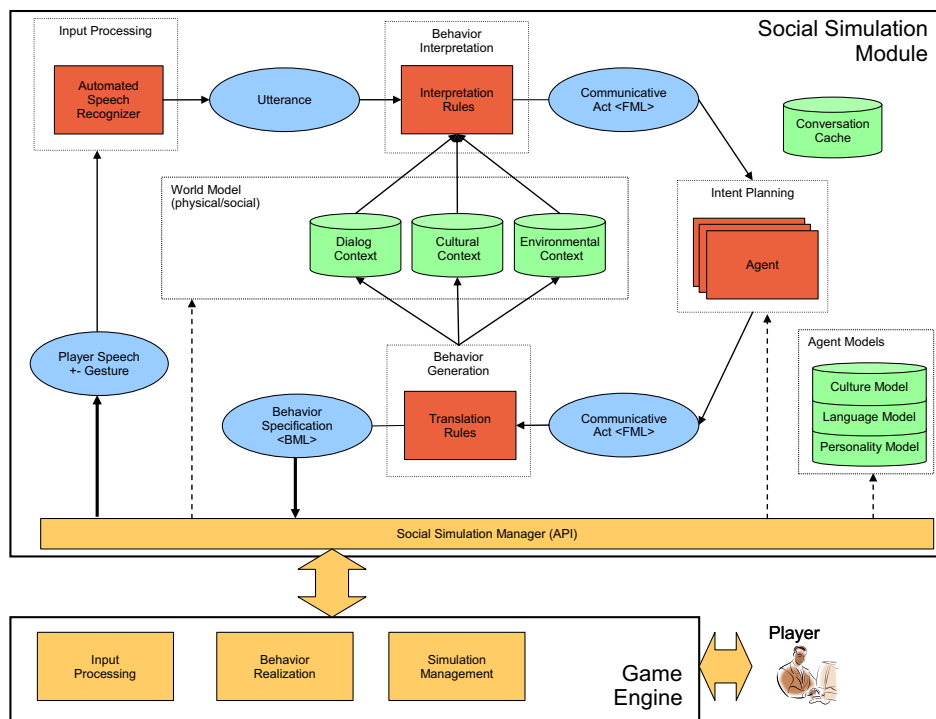 Social Simulation
Module
Input Processing
Automated
Speech
Recognizer
Utterance
Behavior
Interpretation
Interpretation
Rules
Communicative
Act <FML>
Conversation
Cache
World Model
(physical/social)
Dialog
Context
Cultural
Context
Environmental
Context
Intent Planning
Agent
Player Speech
+- Gesture
Behavior
Generation
Behavior
Specification
<BML>
Translation
Rules
Communicative
Act <FML>
Agent Models
Culture Model
Language Model
Personality Model
Social Simulation Manager (API)
Input
Processing
Behavior
Realization
Simulation
Management
Game
Engine
Player